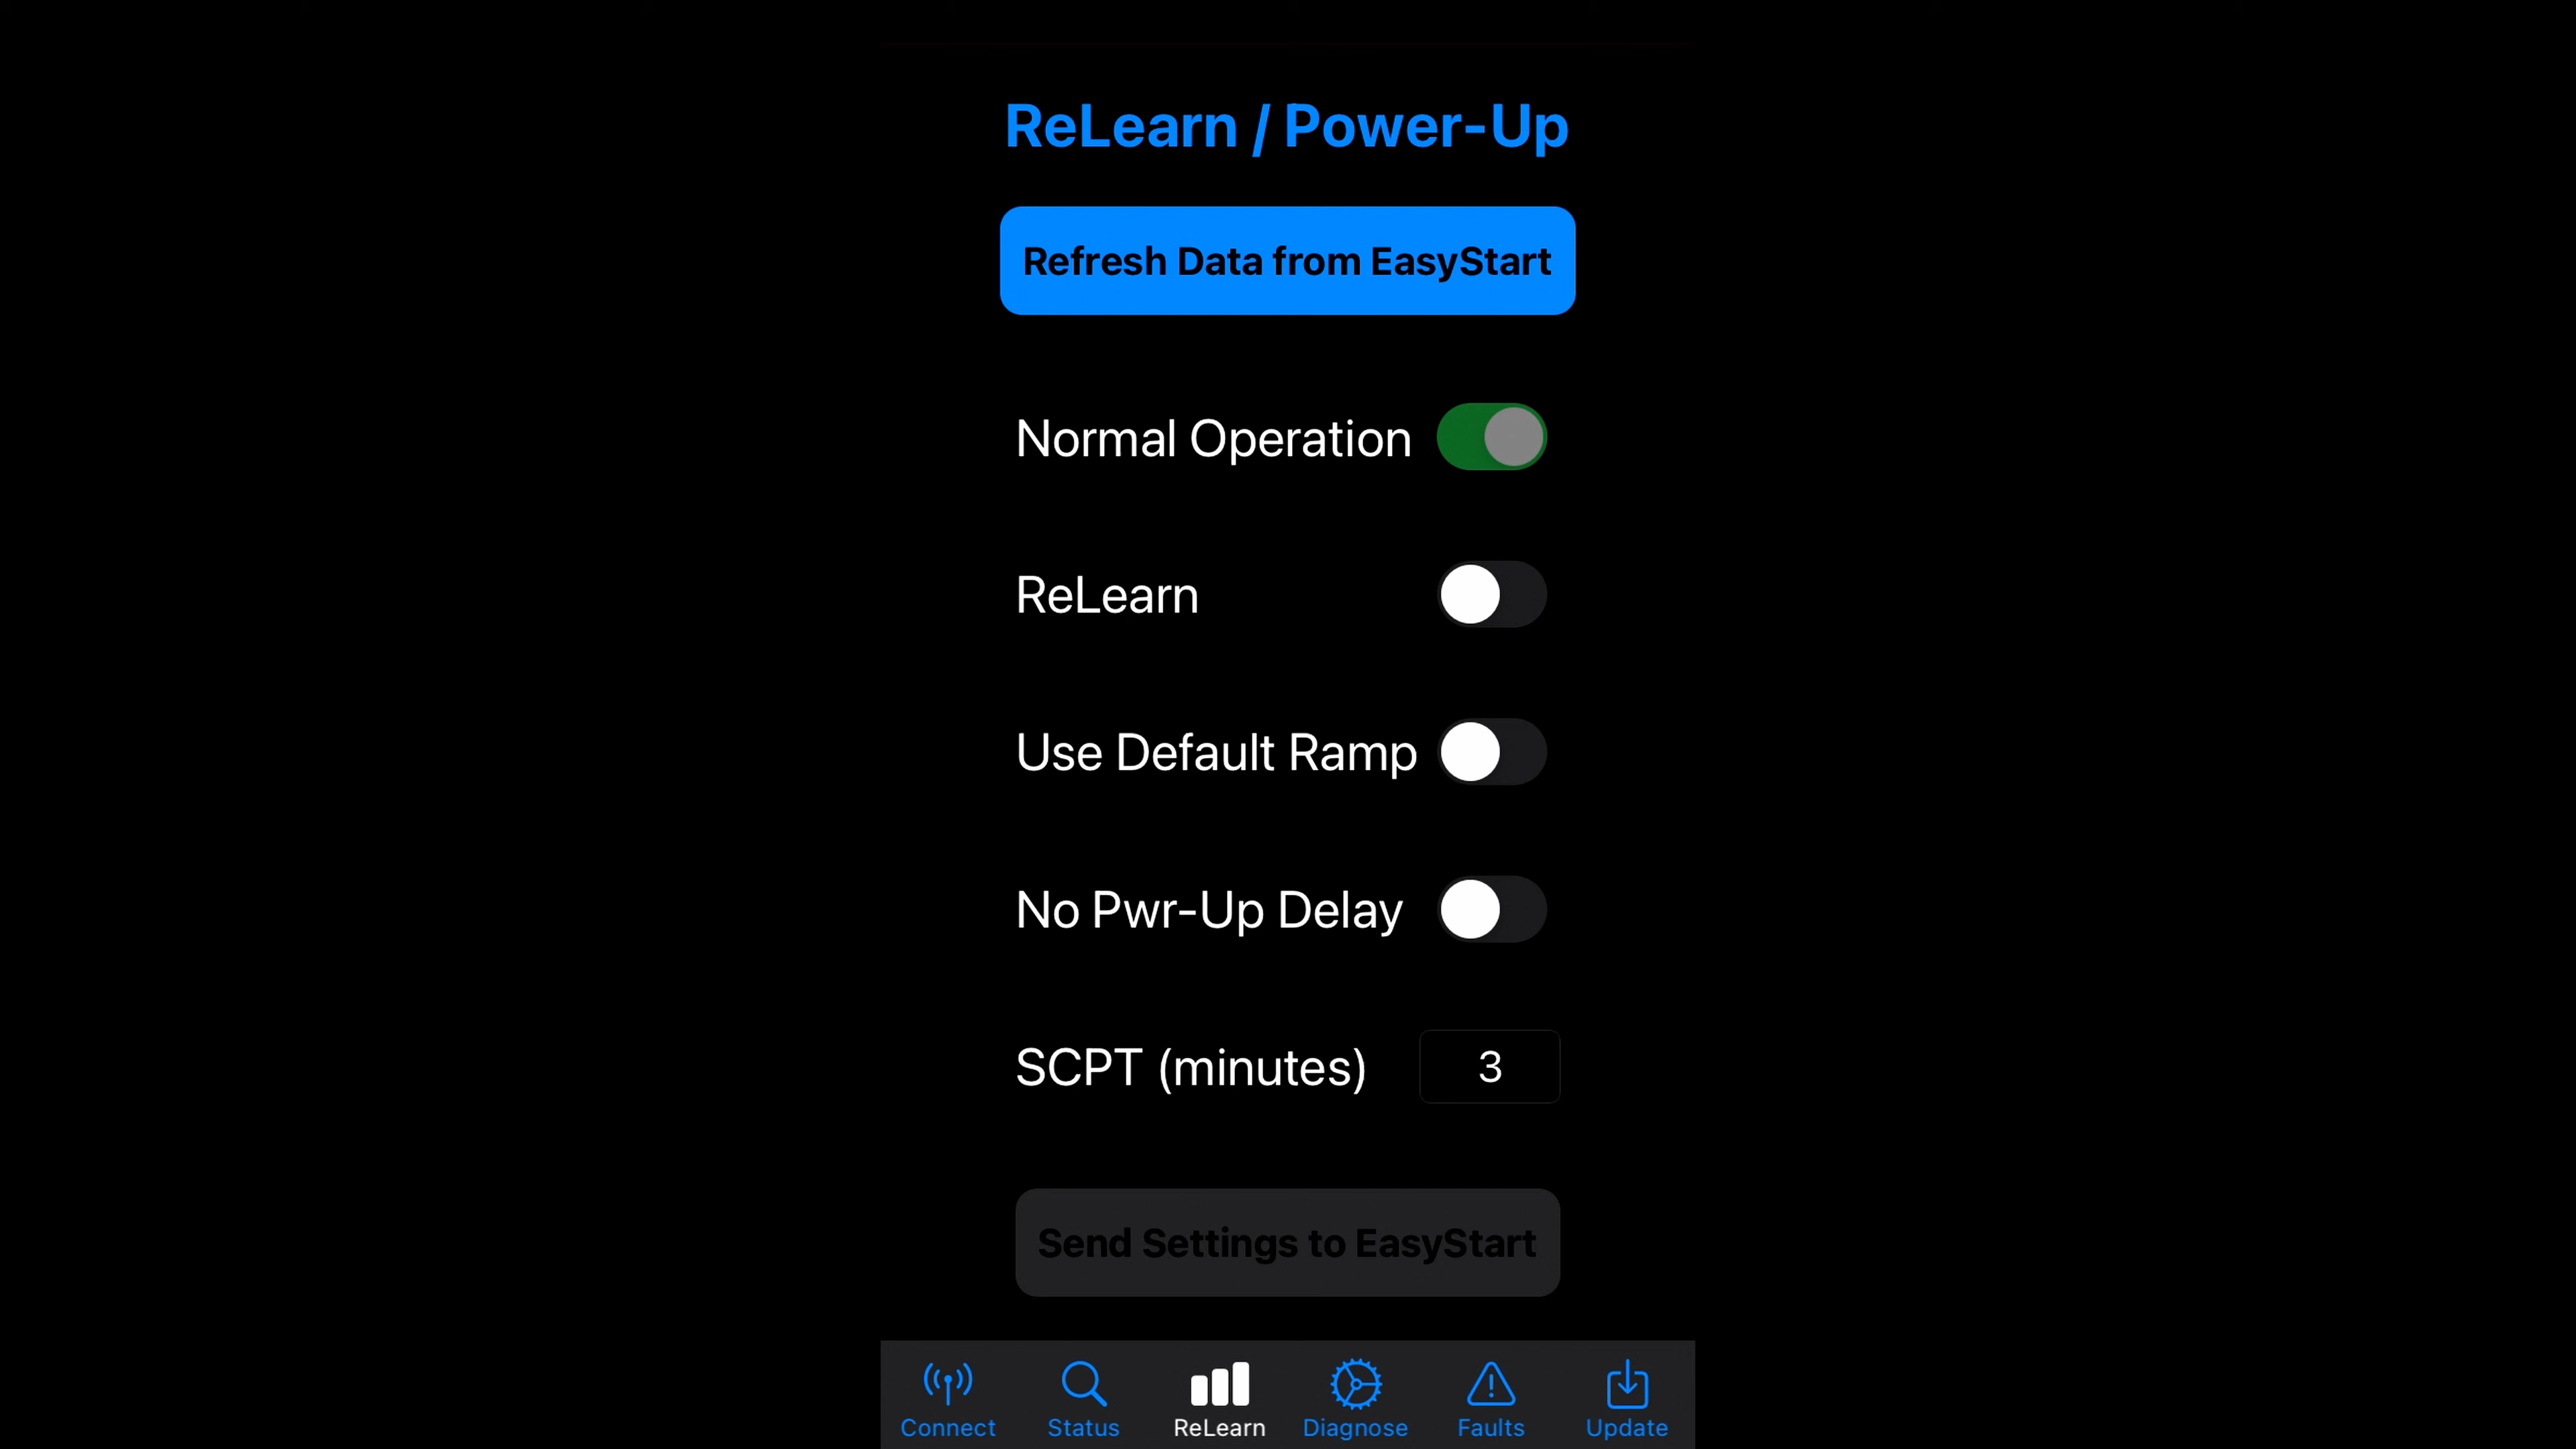 ReLearn / Power-Up
Refresh Data from EasyStart
Normal Operation
ReLearn
Use Default Ramp
No Pwr-Up Delay
SCPT (minutes) 3
Send Settings to EasyStart
Connect Status ReLearn Diagnose Faults Update